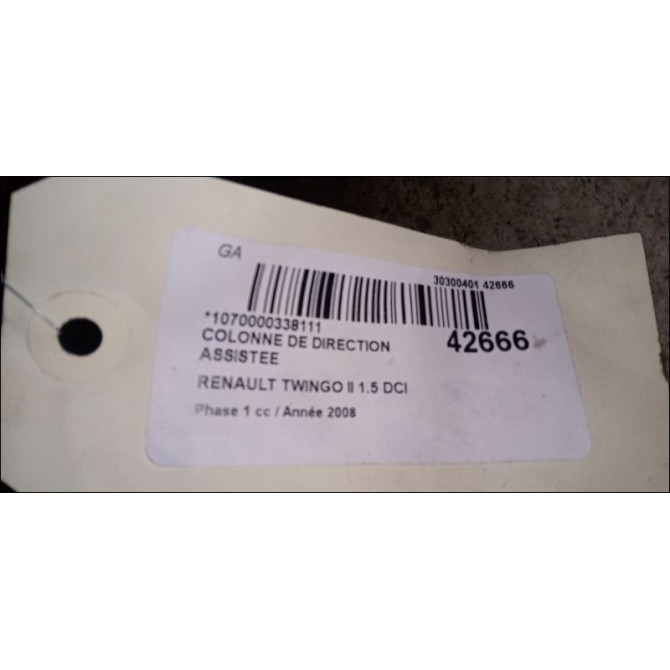 GA
30300401 42666
*1070000338111
42666
COLONNE DE DIRECTION
ASSISTEE
RENAULT TWINGO II 1.5 DCI
Phase 1 cc / Année 2008